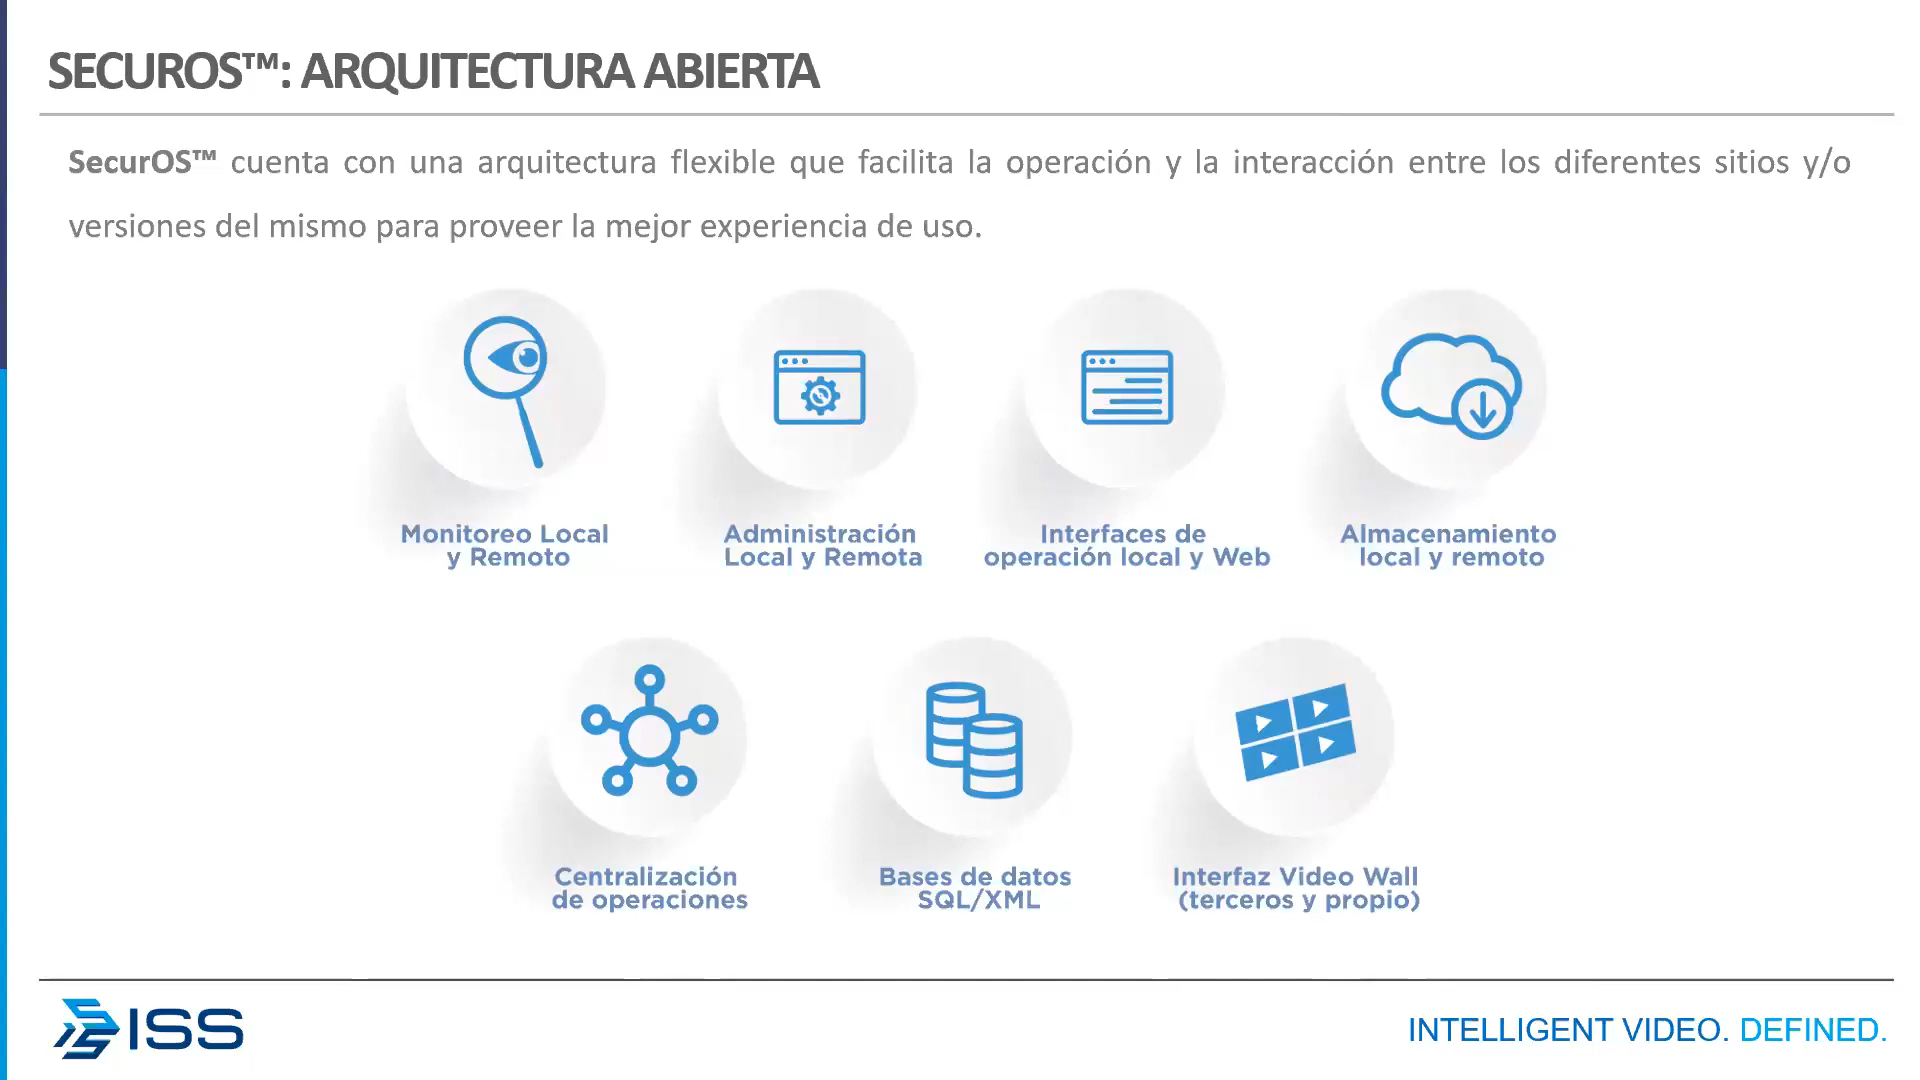 SECUROS™: ARQUITECTURA ABIERTA
SecurOS™ cuenta con una arquitectura flexible que facilita la operación y la interacción entre los diferentes sitios y/o
versiones del mismo para proveer la mejor experiencia de uso.
Monitoreo Local
y Remoto
Administración
Local y Remota
Interfaces de
operación local y Web
Almacenamiento
local y remoto
Centralización
de operaciones
Bases de datos
SQL/XML
Interfaz Video Wall
(terceros y propio)
ISS
INTELLIGENT VIDEO. DEFINED.